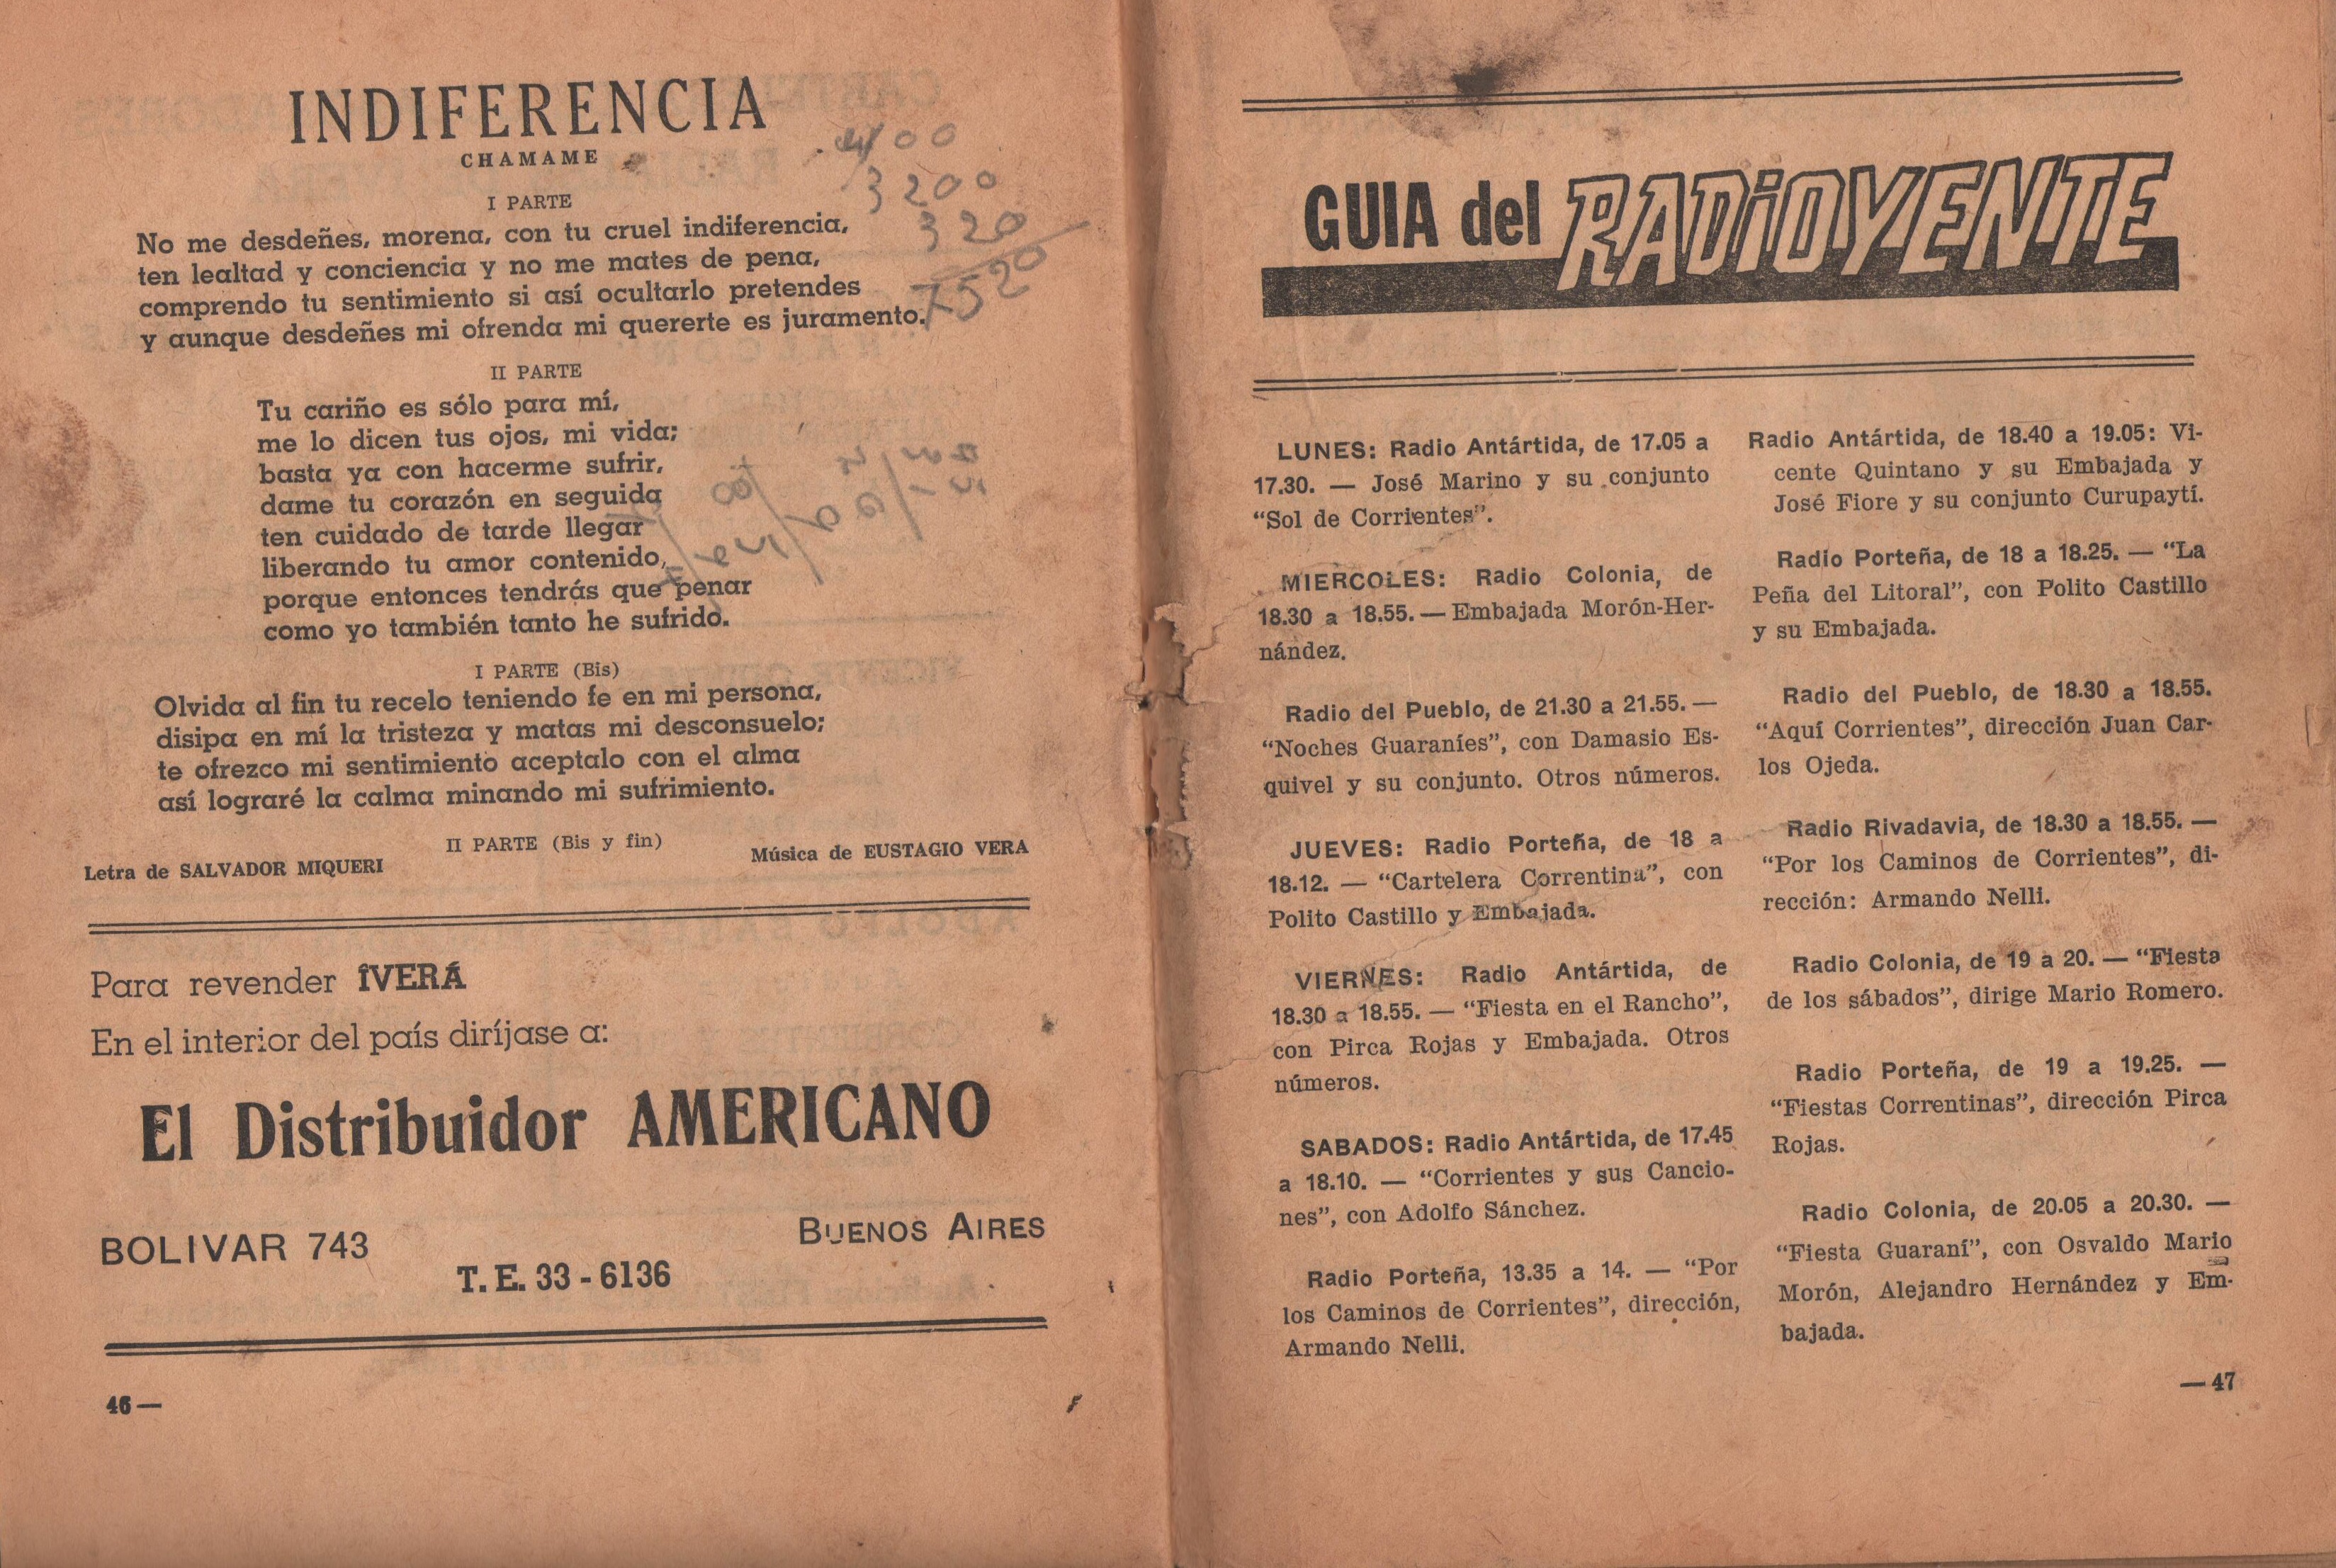 INDIFERENCIA
CHAMAME
I PARTE
No me desdeñes, morena, con tu cruel indiferencia,
ten lealtad y conciencia y no me mates de pena,
comprendo tu sentimiento si así ocultarlo pretendes
y aunque desdeñes mi ofrenda mi quererte es juramento.
II PARTE
Tu cariño es sólo para mí,
me lo dicen tus ojos, mi vida;
basta ya con hacerme sufrir,
dame tu corazón en seguida
ten cuidado de tarde llegar
liberando tu amor contenido,
porque entonces tendrás que penar
como yo también tanto he sufrido.
I PARTE (Bis)
Olvida al fin tu recelo teniendo fe en mi persona,
disipa en mí la tristeza y matas mi desconsuelo;
te ofrezco mi sentimiento aceptalo con el alma
así lograré la calma minando mi sufrimiento.
II PARTE (Bis y fin)
Letra de SALVADOR MIQUERI
Música de EUSTAGIO VERA
3200
320
7520
Para revender ÎVERÁ
En el interior del país diríjase a:
El Distribuidor AMERICANO
BOLIVAR 743
T. E. 33 - 6136
BUENOS AIRES
46 —
GUIA del RADiOYENTE
LUNES: Radio Antártida, de 17.05 a
17.30. — José Marino y su conjunto
“Sol de Corrientes”.
MIERCOLES: Radio Colonia, de
18.30 a 18.55. — Embajada Morón-Her-
nández.
Radio del Pueblo, de 21.30 a 21.55. —
“Noches Guaraníes”, con Damasio Es-
quivel y su conjunto. Otros números.
JUEVES: Radio Porteña, de 18 a
18.12. — “Cartelera Correntina”, con
Polito Castillo y Embajada.
VIERNES: Radio Antártida, de
18.30 a 18.55. — “Fiesta en el Rancho”,
con Pirca Rojas y Embajada. Otros
números.
SABADOS: Radio Antártida, de 17.45
a 18.10. — “Corrientes y sus Cancio-
nes”, con Adolfo Sánchez.
Radio Porteña, 13.35 a 14. — “Por
los Caminos de Corrientes”, dirección,
Armando Nelli.
Radio Antártida, de 18.40 a 19.05: Vi-
cente Quintano y su Embajada y
José Fiore y su conjunto Curupaytí.
Radio Porteña, de 18 a 18.25. — “La
Peña del Litoral”, con Polito Castillo
y su Embajada.
Radio del Pueblo, de 18.30 a 18.55.
“Aquí Corrientes”, dirección Juan Car-
los Ojeda.
Radio Rivadavia, de 18.30 a 18.55. —
“Por los Caminos de Corrientes”, di-
rección: Armando Nelli.
Radio Colonia, de 19 a 20. — “Fiesta
de los sábados”, dirige Mario Romero.
Radio Porteña, de 19 a 19.25. —
“Fiestas Correntinas”, dirección Pirca
Rojas.
Radio Colonia, de 20.05 a 20.30. —
“Fiesta Guaraní”, con Osvaldo Mario
Morón, Alejandro Hernández y Em-
bajada.
— 47